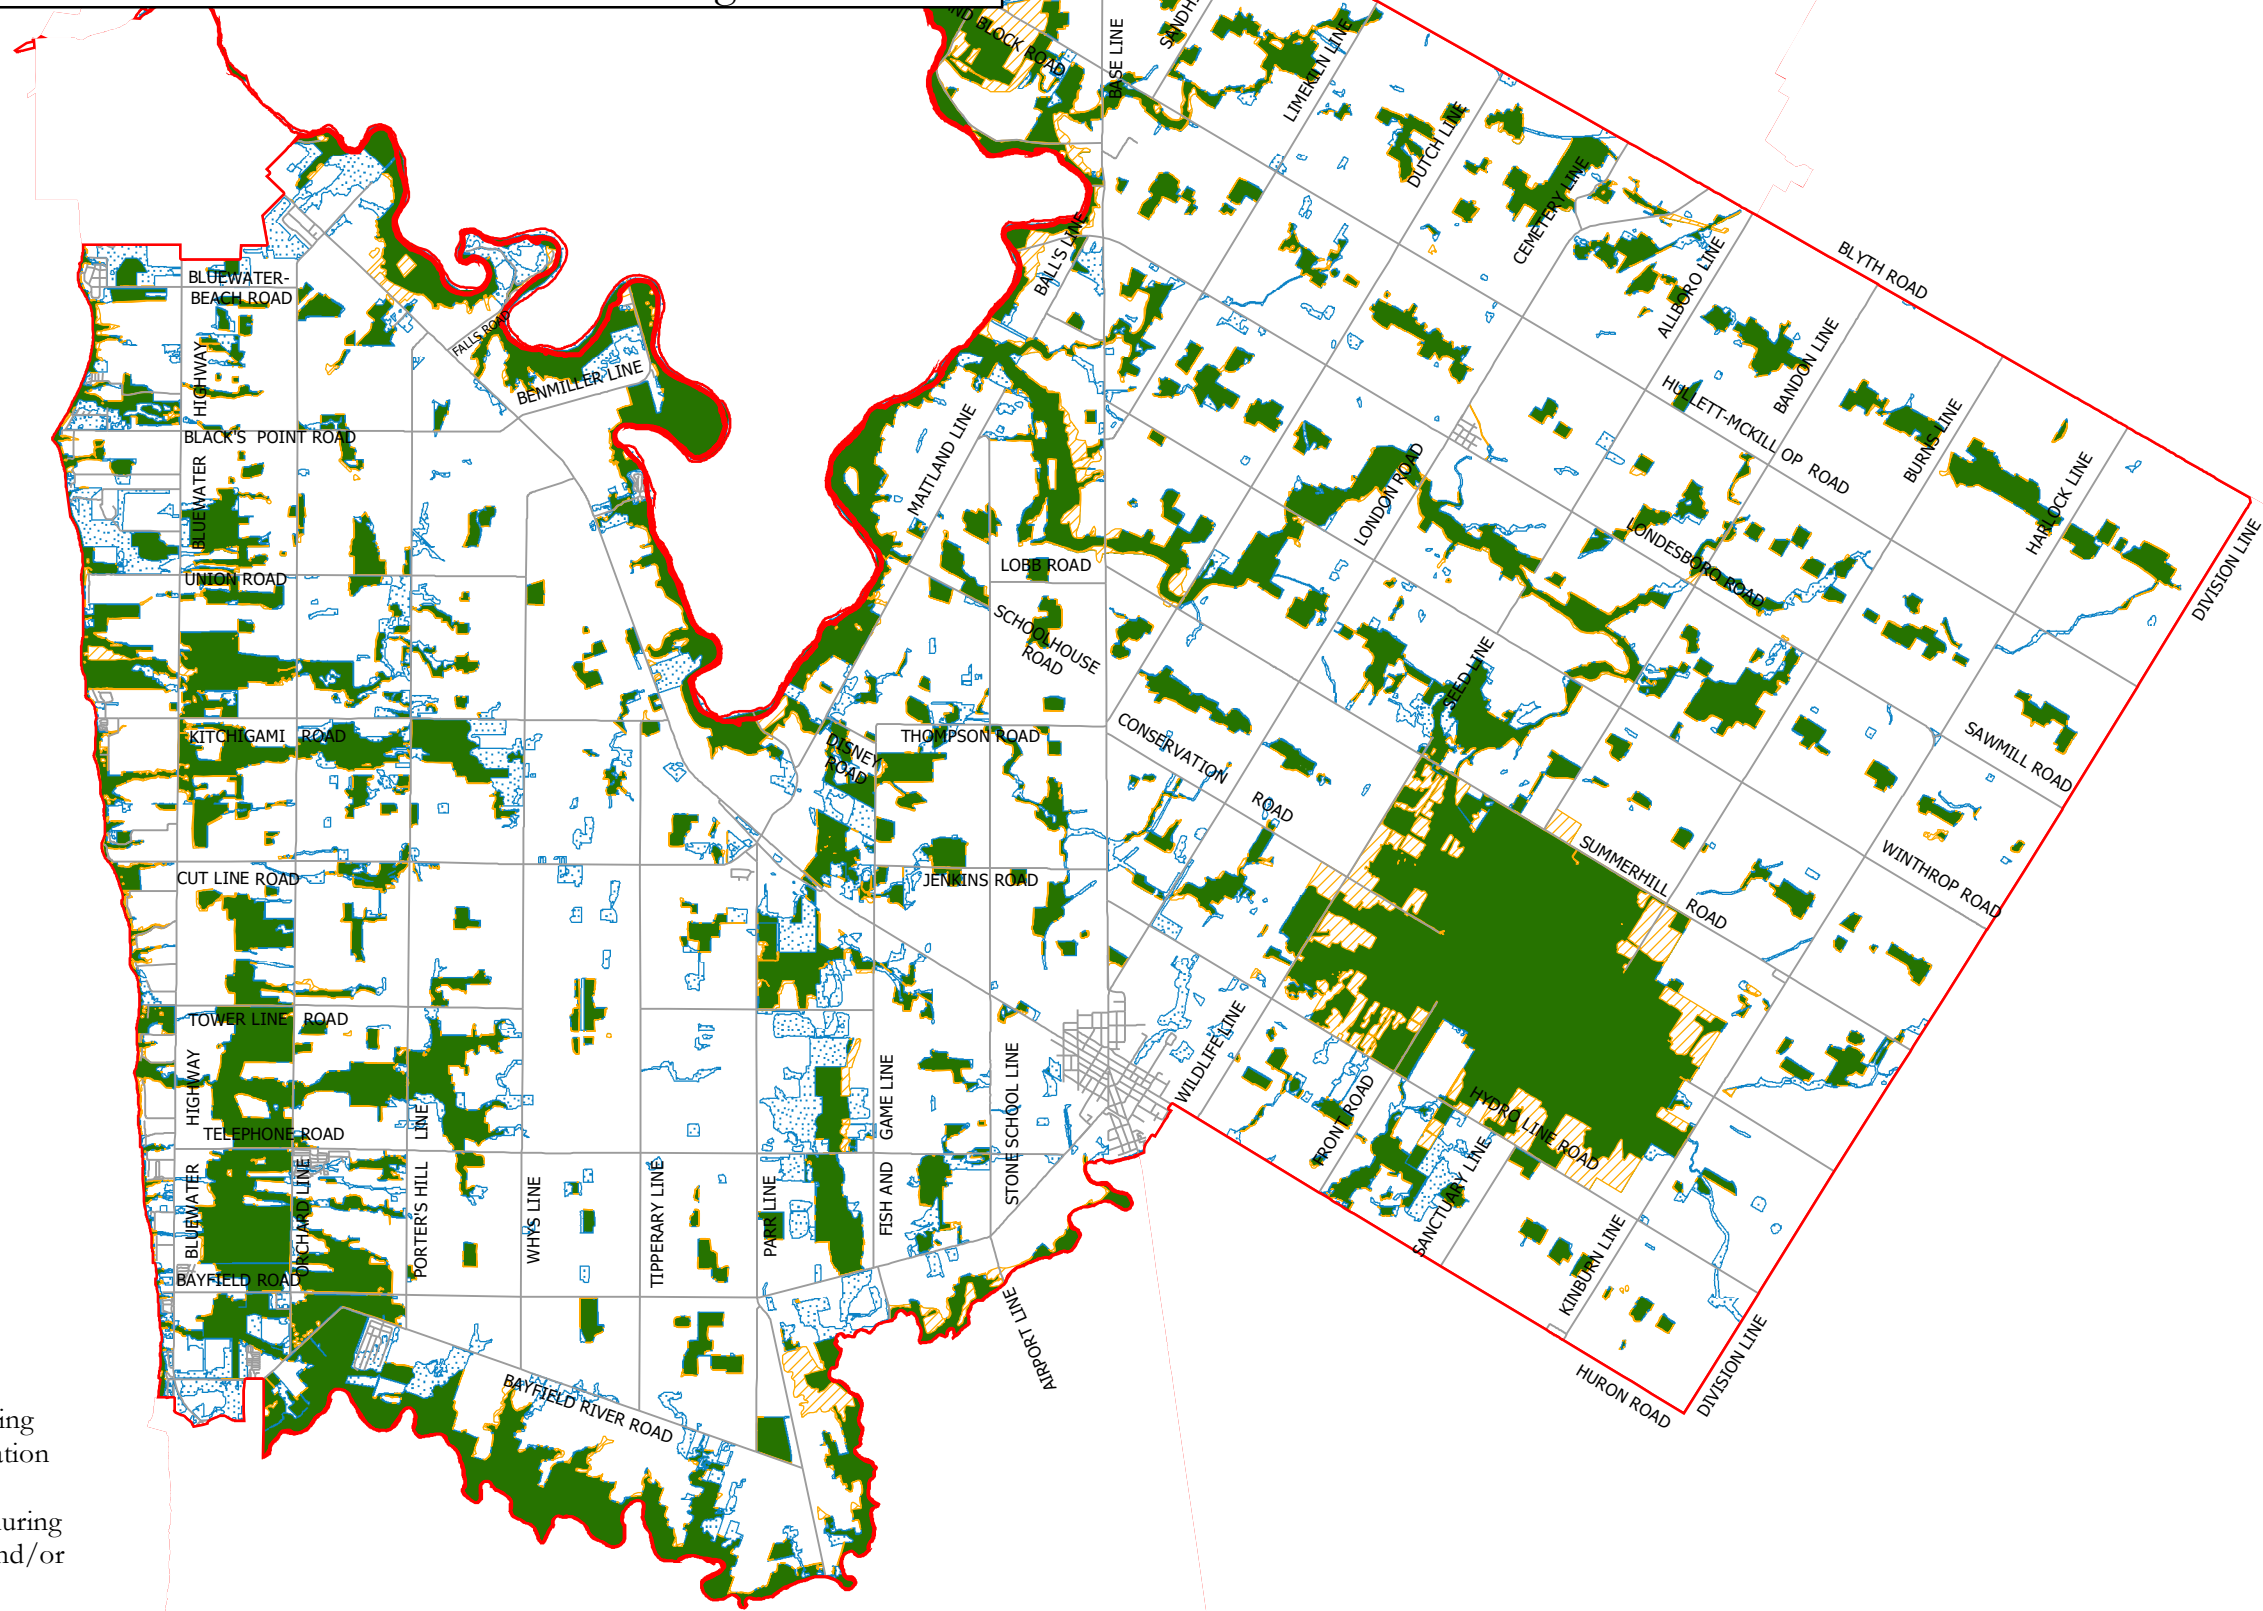 BLOCK ROAD
BASE LINE
LIMEKILN LINE
DUTCH LINE
CEMETERY LINE
BALL'S LINE
ALLBORO LINE
BLYTH ROAD
BLUEWATER-
BEACH ROAD
HIGHWAY
FALLS ROAD
BENMILLER LINE
BANDON LINE
HULLETT-MCKILLOP ROAD
BURNS LINE
HARLOCK LINE
DIVISION LINE
BLACK'S POINT ROAD
BLUEWATER
MAITLAND LINE
LONDON ROAD
LONDESBORO ROAD
UNION ROAD
LOBB ROAD
SCHOOLHOUSE
ROAD
SEED LINE
KITCHIGAMI ROAD
DISNEY
ROAD
THOMPSON ROAD
CONSERVATION
ROAD
SAWMILL ROAD
SUMMERHILL
ROAD
WINTHROP ROAD
CUT LINE ROAD
JENKINS ROAD
TOWER LINE ROAD
HIGHWAY
TELEPHONE ROAD
BLUEWATER
ORCHARD LINE
PORTER'S HILL
LINE
WHYS LINE
TIPPERARY LINE
PARR LINE
FISH AND
GAME LINE
STONE SCHOOL LINE
WILDLIFE LINE
FRONT ROAD
HYDRO LINE ROAD
SANCTUARY LINE
KINBURN LINE
BAYFIELD ROAD
AIRPORT LINE
BAYFIELD RIVER ROAD
HURON ROAD
DIVISION LINE